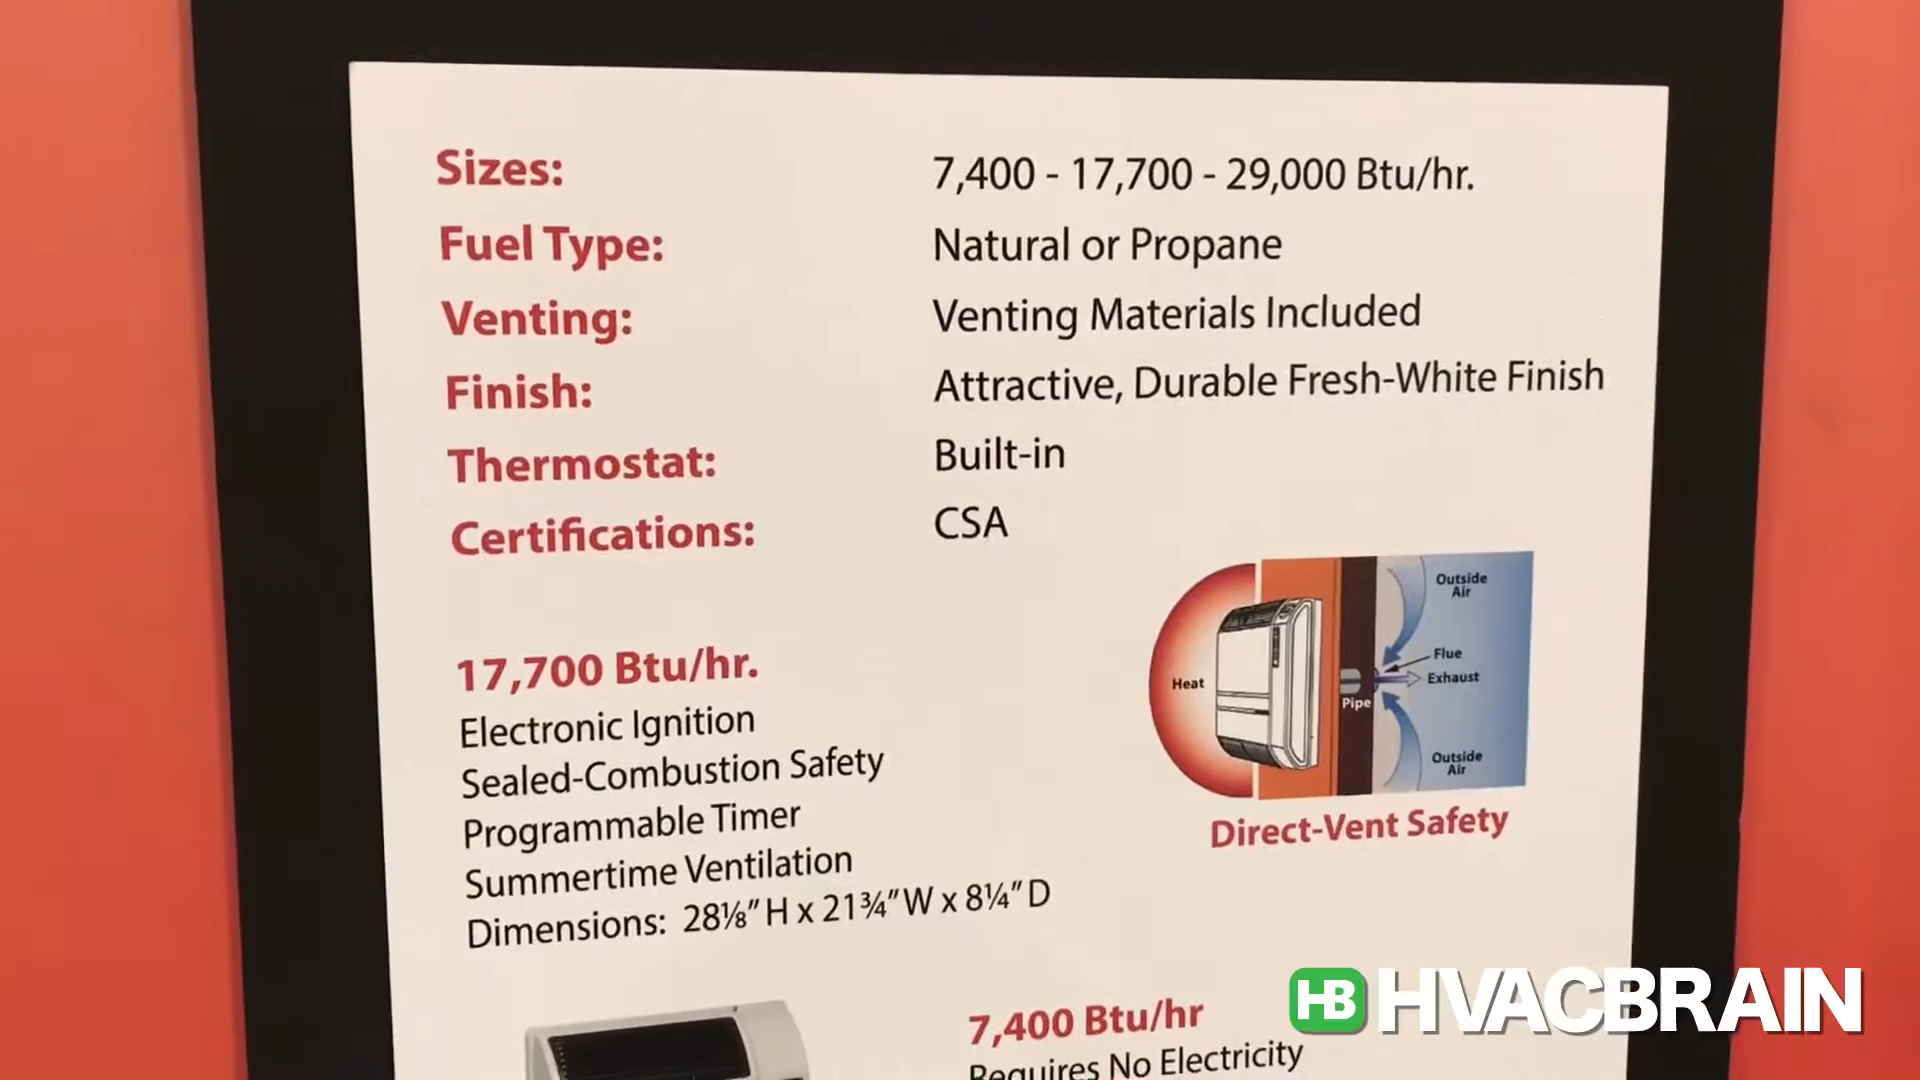 Sizes: 7,400 - 17,700 - 29,000 Btu/hr.
Fuel Type: Natural or Propane
Venting: Venting Materials Included
Finish: Attractive, Durable Fresh-White Finish
Thermostat: Built-in
Certifications: CSA
17,700 Btu/hr.
Electronic Ignition
Sealed-Combustion Safety
Programmable Timer
Summertime Ventilation
Dimensions: 28⅛" H x 21¾" W x 8¼" D
Outside
Air
Flue
Exhaust
Heat
Pipe
Outside
Air
Direct-Vent Safety
7,400 Btu/hr
Requires No Electricity
HB HVACBRAIN